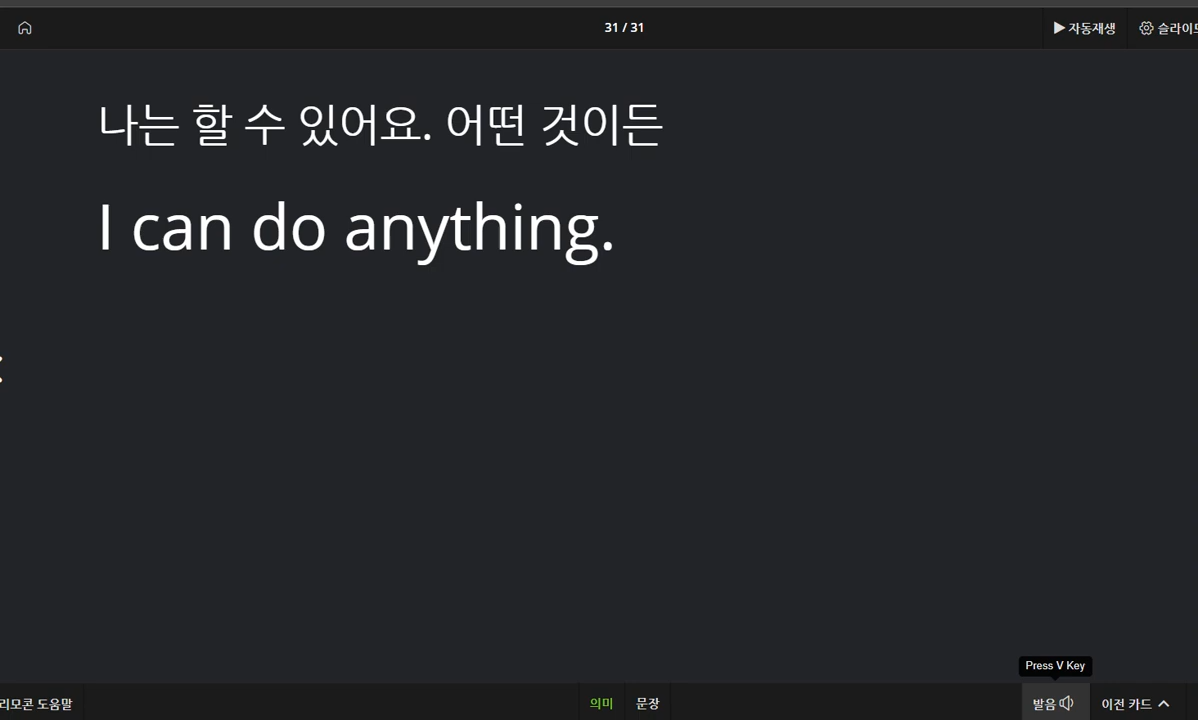 31 / 31
▶ 자동재생
나는 할 수 있어요. 어떤 것이든
I can do anything.
Press V Key
리모콘 도움말
의미
문장
발음
이전 카드